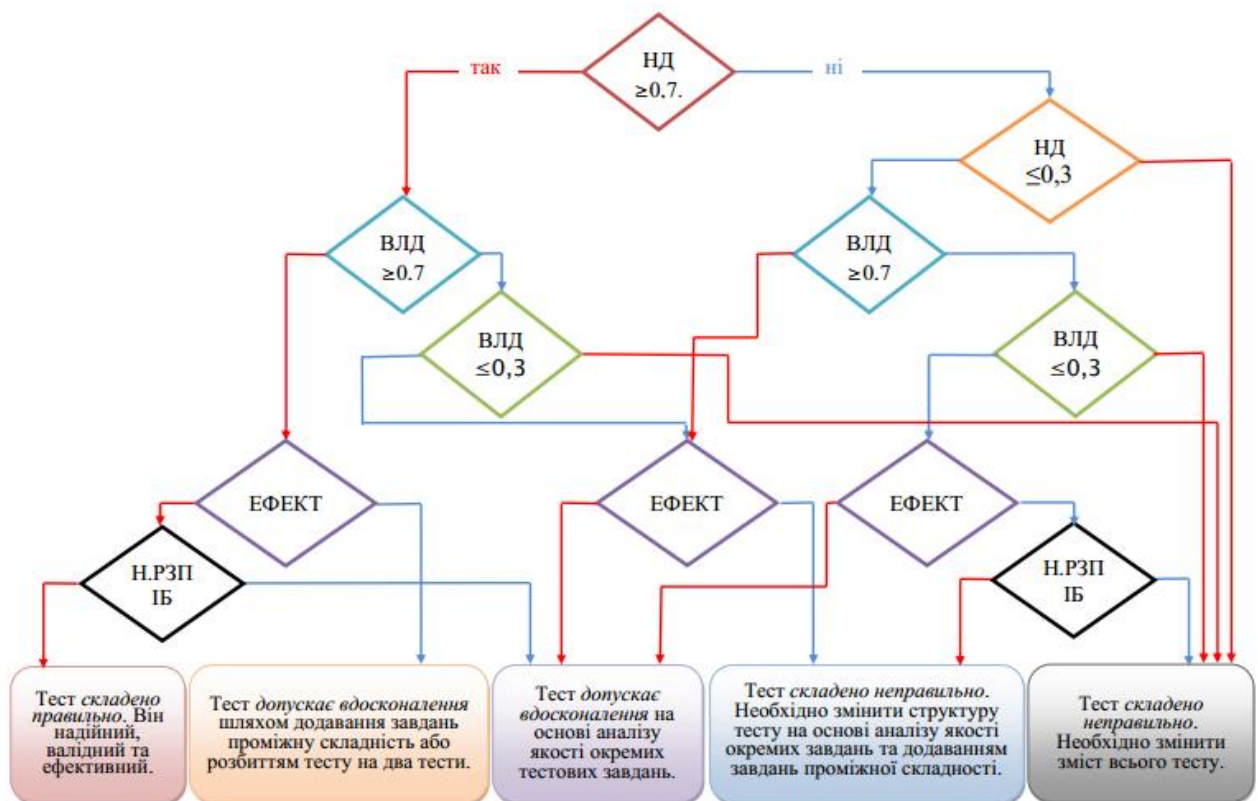 так
НД
≥0,7.
ні
НД
≤0,3
ВЛД
≥0.7
ВЛД
≥0.7
ВЛД
≤0,3
ВЛД
≤0,3
ЕФЕКТ
ЕФЕКТ
ЕФЕКТ
Н.РЗП
ІБ
Н.РЗП
ІБ
Тест складено
правильно. Він
надійний,
валідний та
ефективний.
Тест допускає вдосконалення
шляхом додавання завдань
проміжну складність або
розбиттям тесту на два тести.
Тест допускає
вдосконалення на
основі аналізу
якості окремих
тестових завдань.
Тест складено неправильно.
Необхідно змінити структуру
тесту на основі аналізу якості
окремих завдань та додаванням
завдань проміжної складності.
Тест складено
неправильно.
Необхідно змінити
зміст всього тесту.